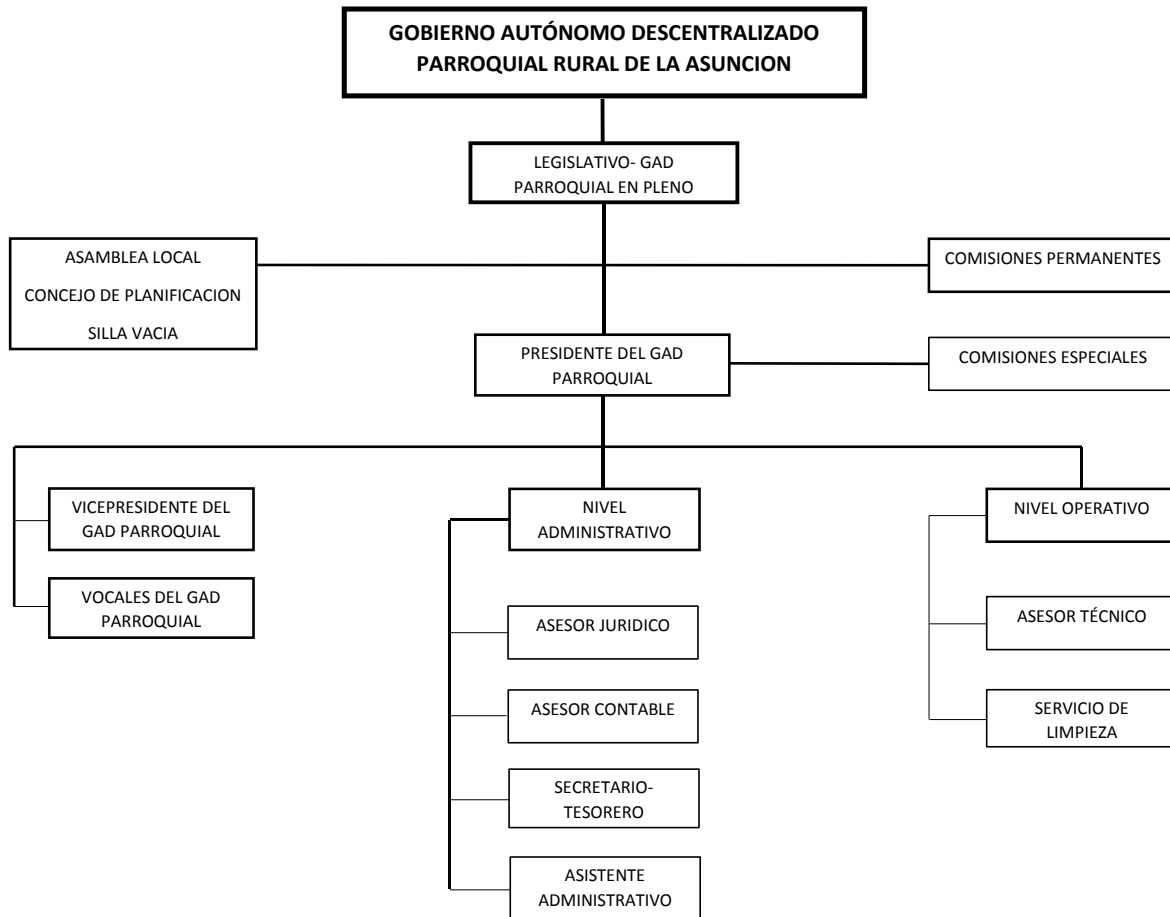 GOBIERNO AUTÓNOMO DESCENTRALIZADO
PARROQUIAL RURAL DE LA ASUNCION
LEGISLATIVO- GAD
PARROQUIAL EN PLENO
ASAMBLEA LOCAL
CONCEJO DE PLANIFICACION
SILLA VACIA
COMISIONES PERMANENTES
PRESIDENTE DEL GAD
PARROQUIAL
COMISIONES ESPECIALES
VICEPRESIDENTE DEL
GAD PARROQUIAL
VOCALES DEL GAD
PARROQUIAL
NIVEL
ADMINISTRATIVO
ASESOR JURIDICO
ASESOR CONTABLE
SECRETARIO-
TESORERO
ASISTENTE
ADMINISTRATIVO
NIVEL OPERATIVO
ASESOR TÉCNICO
SERVICIO DE
LIMPIEZA